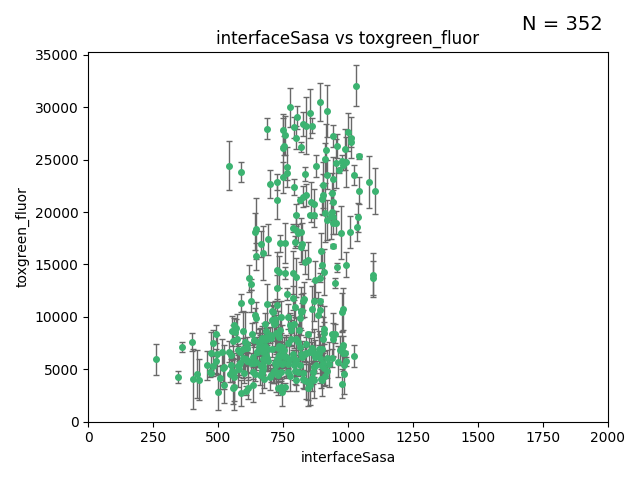 N = 352
interfaceSasa vs toxgreen_fluor
35000
30000
25000
20000
15000
10000
5000
0
toxgreen_fluor
0 250 500 750 1000 1250 1500 1750 2000
interfaceSasa